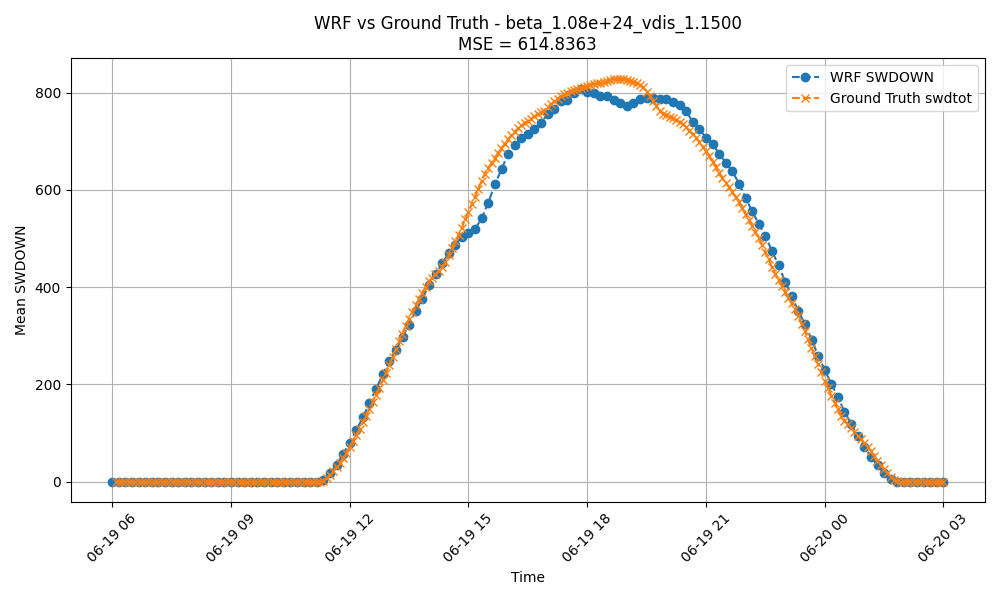 WRF vs Ground Truth - beta_1.08e+24_vdis_1.1500
MSE = 614.8363
WRF SWDOWN
Ground Truth swdtot
Mean SWDOWN
800
600
400
200
0
06-19 06
06-19 09
06-19 12
06-19 15
06-19 18
06-19 21
06-20 00
06-20 03
Time